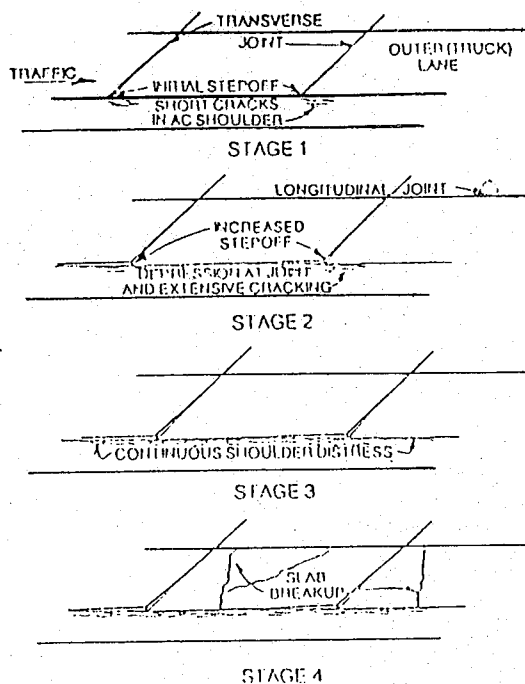 TRANSVERSE
JOINT
OUTER (TRUCK)
LANE
TRAFFIC
INITIAL STEPOFF
SHORT CRACKS
IN AC SHOULDER
STAGE 1
LONGITUDINAL JOINT
INCREASED
STEPOFF
DEPRESSION AT JOINT
AND EXTENSIVE CRACKING
STAGE 2
CONTINUOUS SHOULDER DISTRESS
STAGE 3
SLAB
BREAKUP
STAGE 4